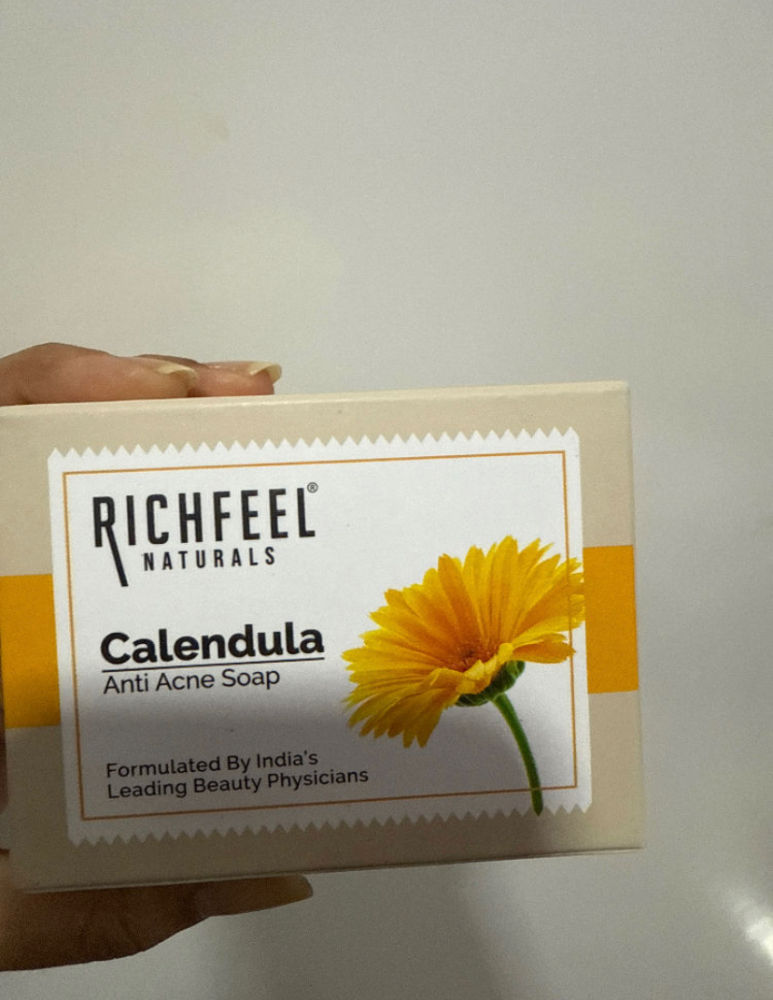 RICHFEEL®
NATURALS
Calendula
Anti Acne Soap
Formulated By India's
Leading Beauty Physicians